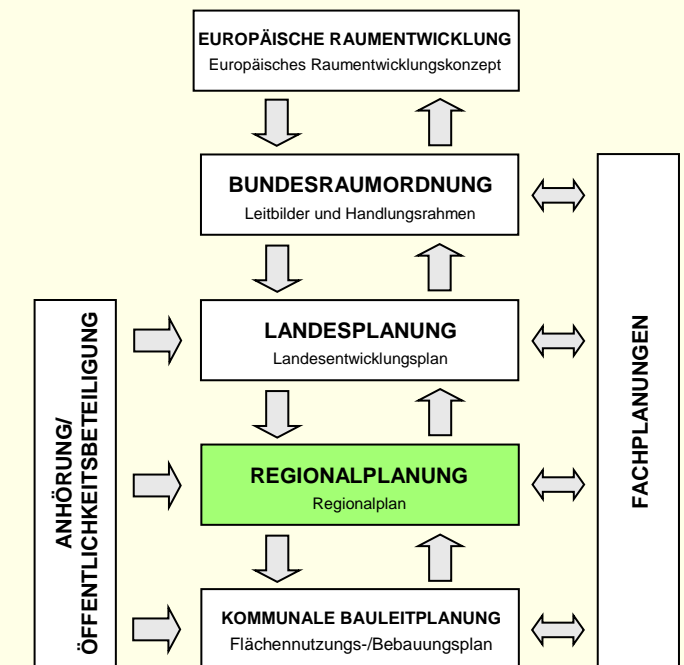 EUROPÄISCHE RAUMENTWICKLUNG
Europäisches Raumentwicklungskonzept
BUNDESRAUMORDNUNG
Leitbilder und Handlungsrahmen
LANDESPLANUNG
Landesentwicklungsplan
REGIONALPLANUNG
Regionalplan
KOMMUNALE BAULEITPLANUNG
Flächennutzungs-/Bebauungsplan
ANHÖRUNG/
ÖFFENTLICHKEITSBETEILIGUNG
FACHPLANUNGEN